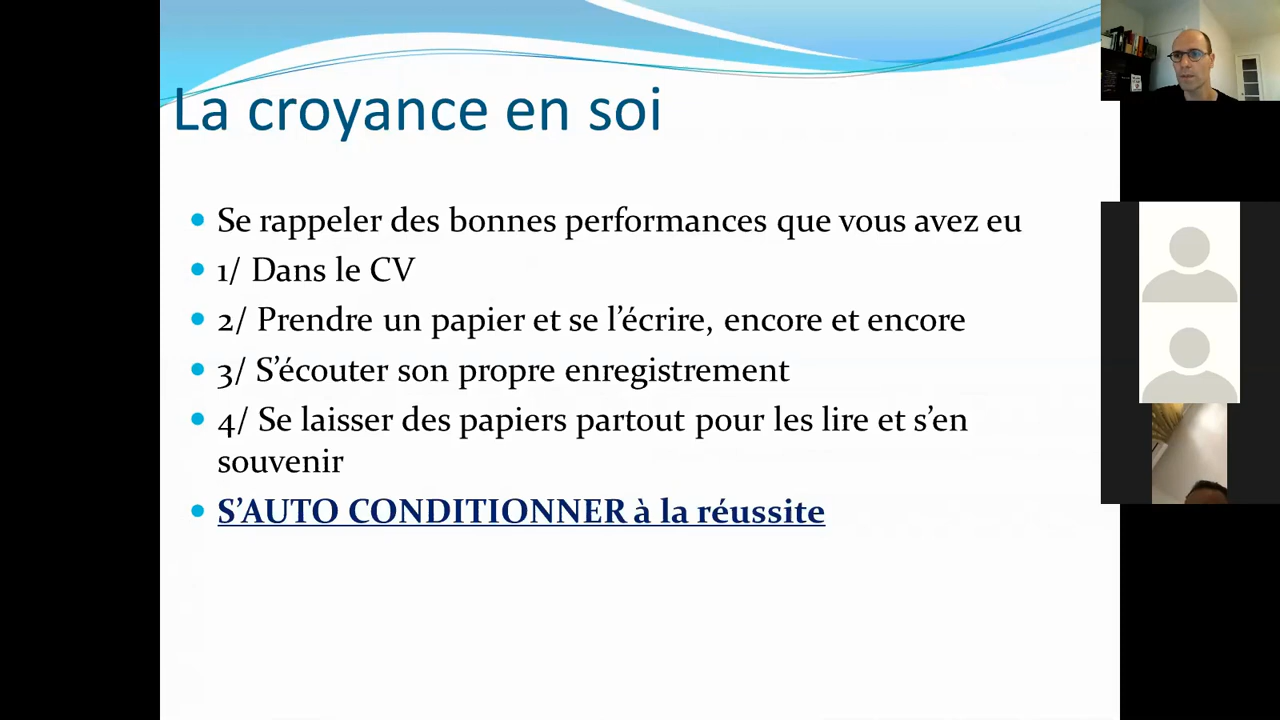 La croyance en soi
Se rappeler des bonnes performances que vous avez eu
1/ Dans le CV
2/ Prendre un papier et se l’écrire, encore et encore
3/ S’écouter son propre enregistrement
4/ Se laisser des papiers partout pour les lire et s’en
souvenir
S’AUTO CONDITIONNER à la réussite